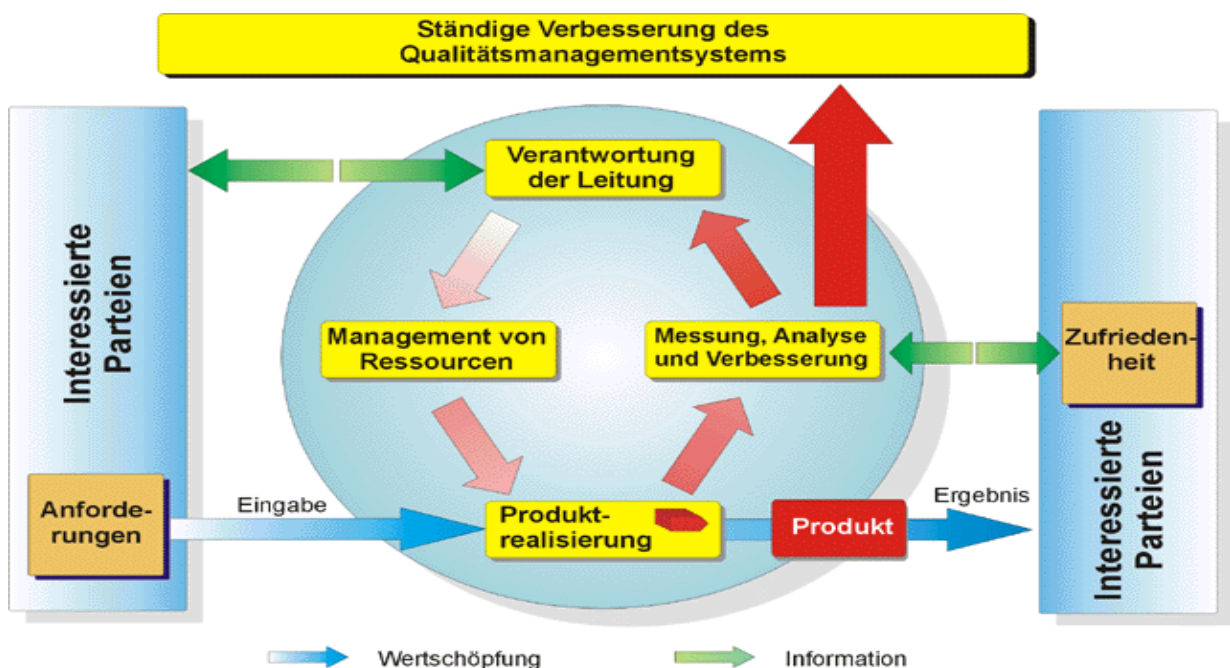 Ständige Verbesserung des
Qualitätsmanagementsystems
Verantwortung
der Leitung
Interessierte
Parteien
Management von
Ressourcen
Messung, Analyse
und Verbesserung
Zufrieden-
heit
Anforde-
rungen
Eingabe
Produkt-
realisierung
Produkt
Ergebnis
Interessierte
Parteien
Wertschöpfung
Information